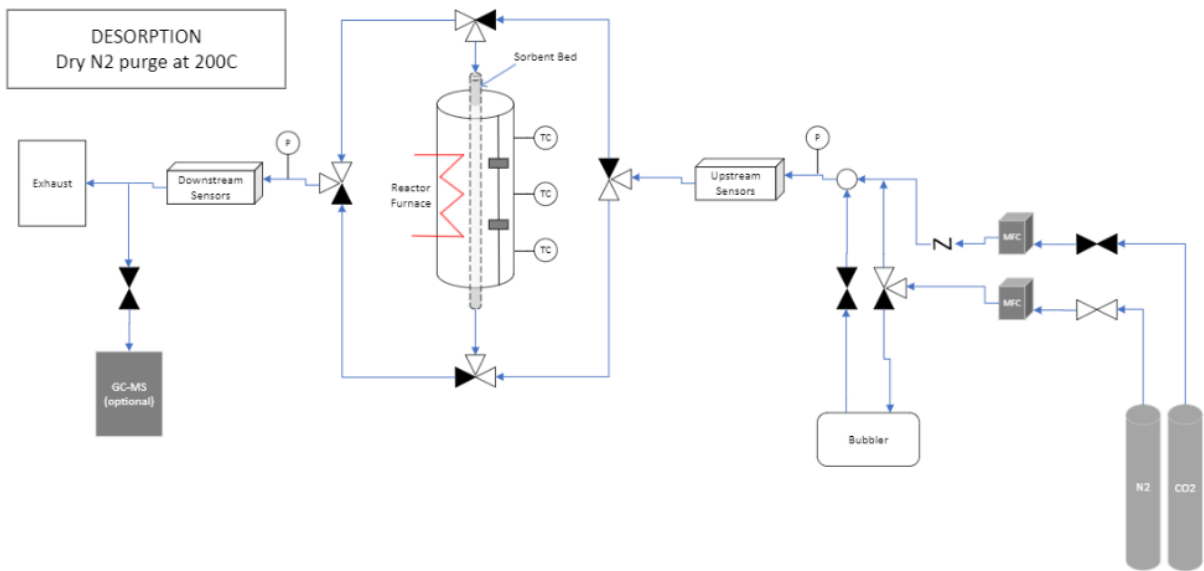 DESORPTION
Dry N2 purge at 200C
Sorbent Bed
TC
P
P
Exhaust
Downstream
Sensors
Reactor
Furnace
TC
Upstream
Sensors
TC
MFC
MFC
GC-MS
(optional)
Bubbler
N2
CO2